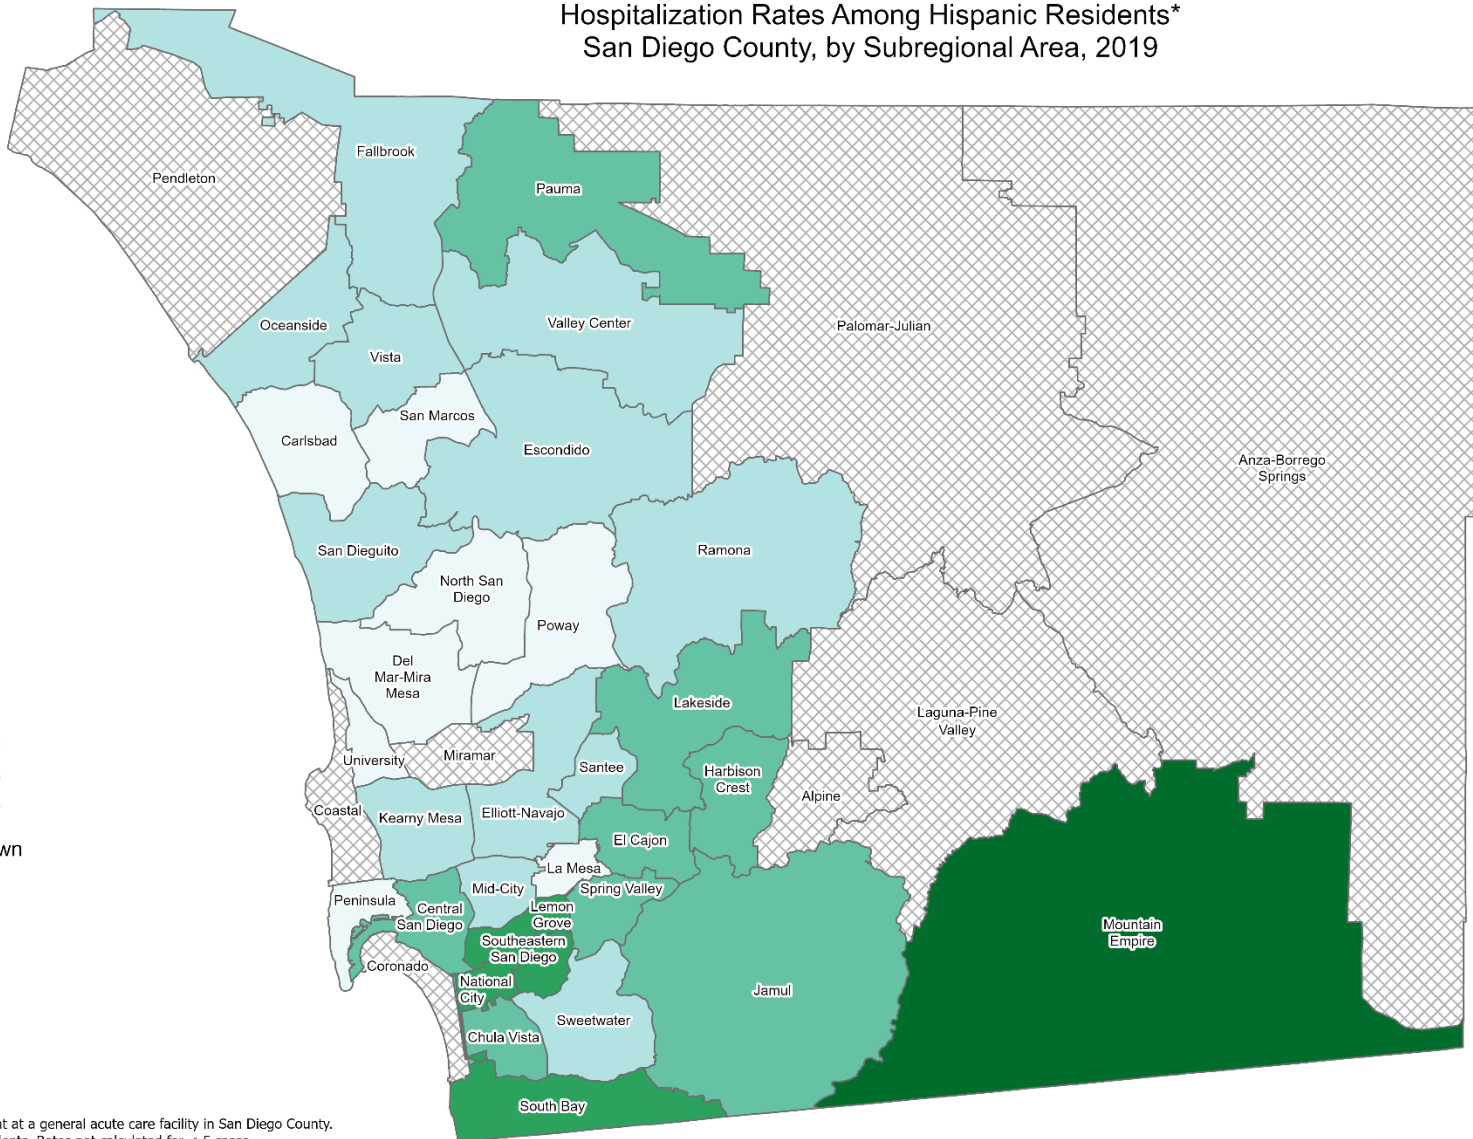 Hospitalization Rates Among Hispanic Residents*
San Diego County, by Subregional Area, 2019
Fallbrook
Pendleton
Pauma
Oceanside
Valley Center
Palomar-Julian
Vista
San Marcos
Carlsbad
Escondido
Anza-Borrego
Springs
San Dieguito
Ramona
North San
Diego
Poway
Del
Mar-Mira
Mesa
Lakeside
Laguna-Pine
Valley
University
Miramar
Santee
Harbison
Crest
Alpine
Coastal
Kearny Mesa
Elliott-Navajo
El Cajon
wn
La Mesa
Mid-City
Spring Valley
Peninsula
Central
San Diego
Lemon
Grove
Southeastern
San Diego
Mountain
Empire
Coronado
National
City
Jamul
Sweetwater
Chula Vista
South Bay
nt at a general acute care facility in San Diego County.